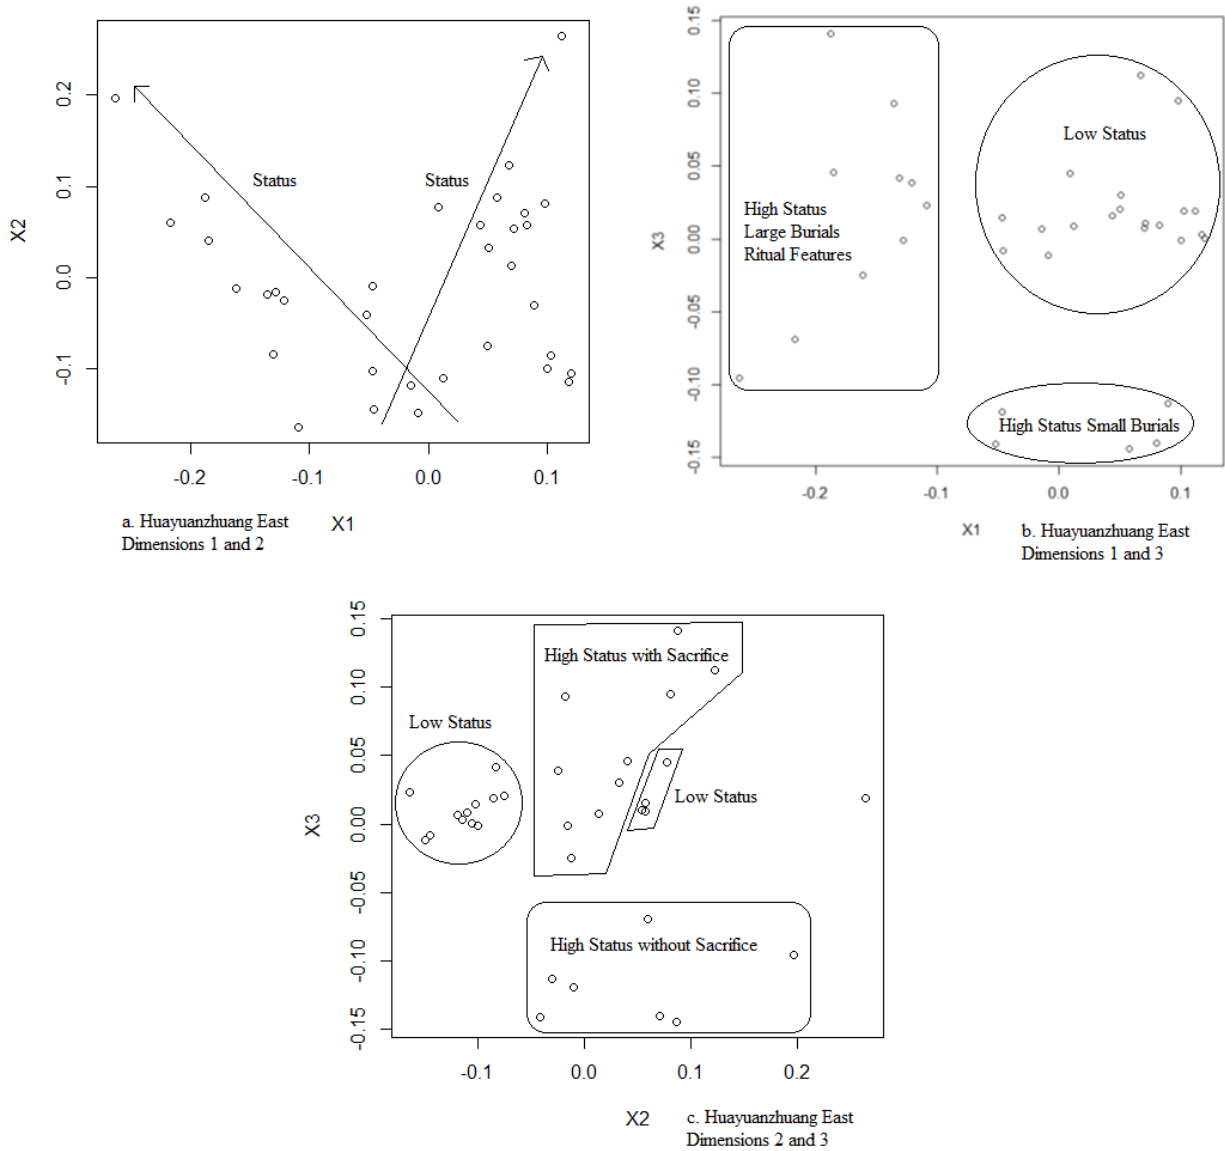 0.2
0.1
0.0
-0.1
X2
Status
Status
-0.2
-0.1
0.0
0.1
X1
a. Huayuanzhuang East
Dimensions 1 and 2
0.15
0.10
0.05
0.00
-0.05
-0.10
-0.15
X3
High Status
Large Burials
Ritual Features
Low Status
High Status Small Burials
-0.2
-0.1
0.0
0.1
X1
b. Huayuanzhuang East
Dimensions 1 and 3
0.15
0.10
0.05
0.00
-0.05
-0.10
-0.15
X3
High Status with Sacrifice
Low Status
Low Status
High Status without Sacrifice
-0.1
0.0
0.1
0.2
X2
c. Huayuanzhuang East
Dimensions 2 and 3